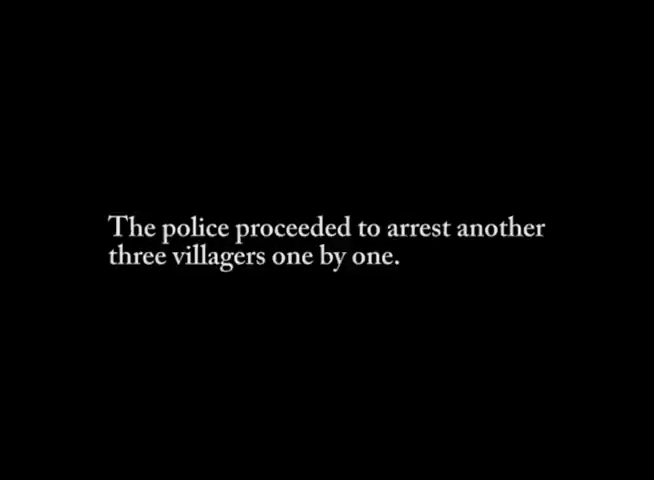 The police proceeded to arrest another
three villagers one by one.